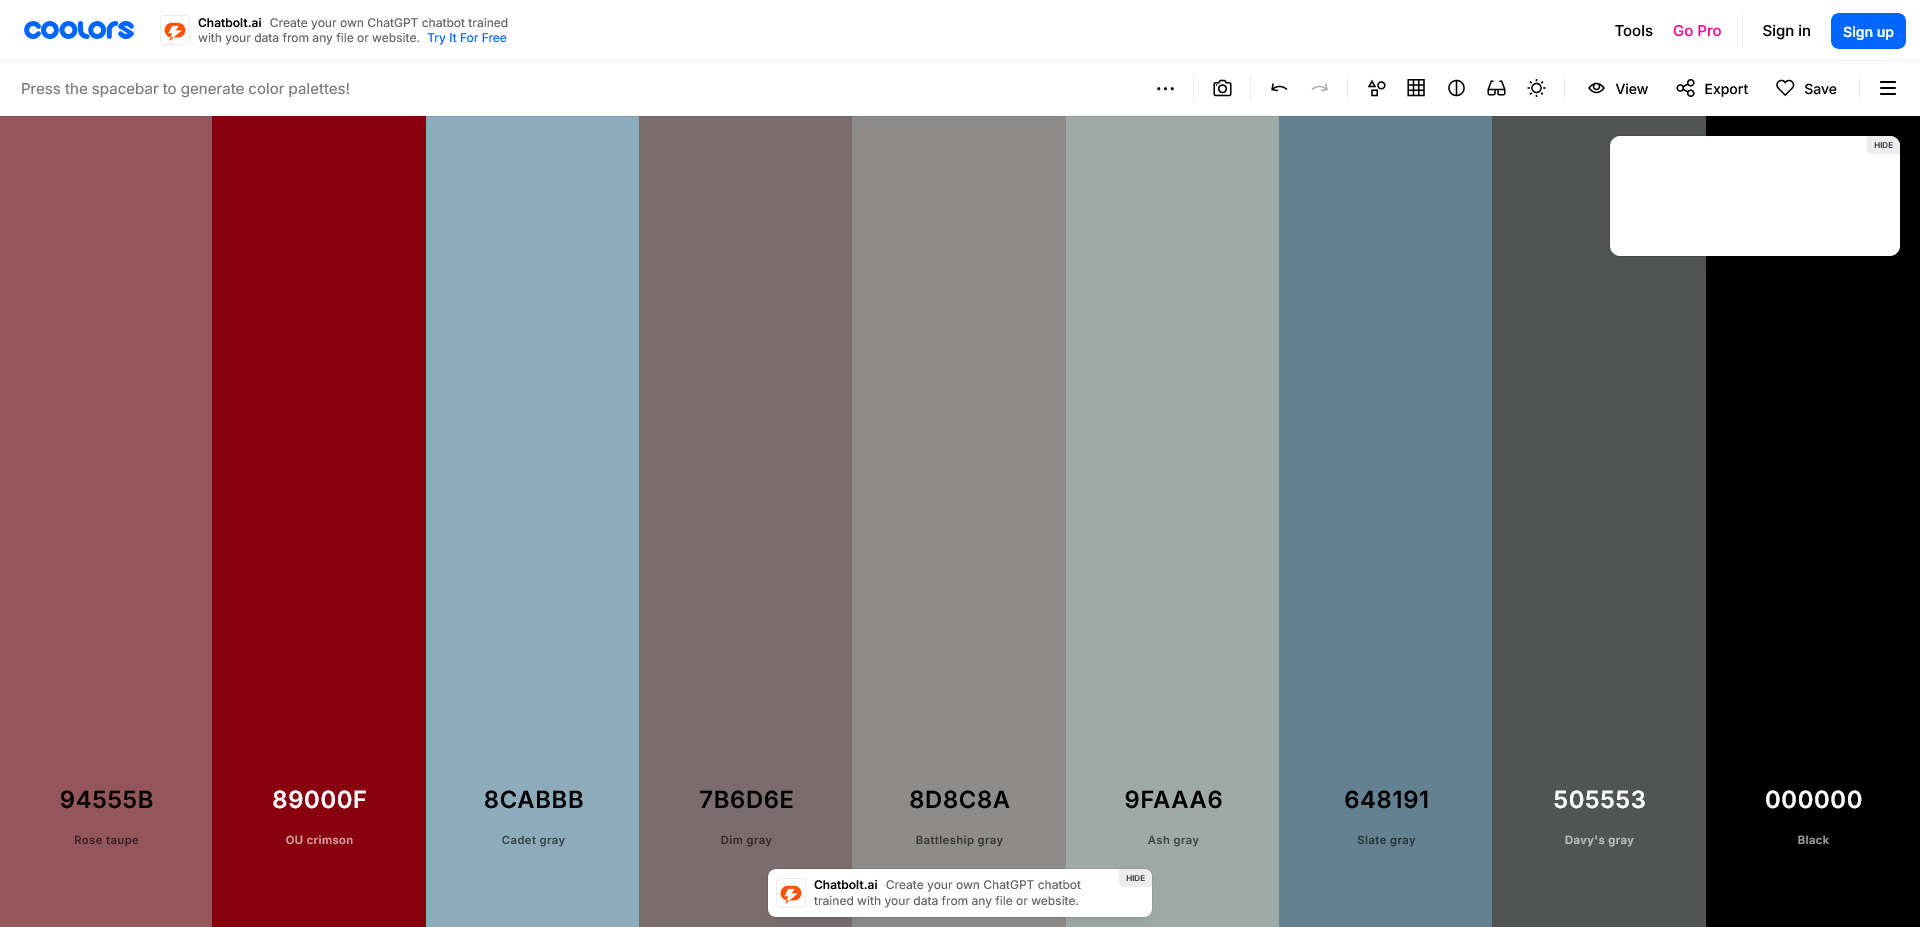 coolors
Chatbolt.ai Create your own ChatGPT chatbot trained
with your data from any file or website. Try It For Free
Tools Go Pro Sign in Sign up
Press the spacebar to generate color palettes!
View Export Save
HIDE
94555B 89000F 8CABBB 7B6D6E 8D8C8A 9FAAA6 648191 505553 000000
Rose taupe OU crimson Cadet gray Dim gray Battleship gray Ash gray Slate gray Davy's gray Black
Chatbolt.ai Create your own ChatGPT chatbot HIDE
trained with your data from any file or website.